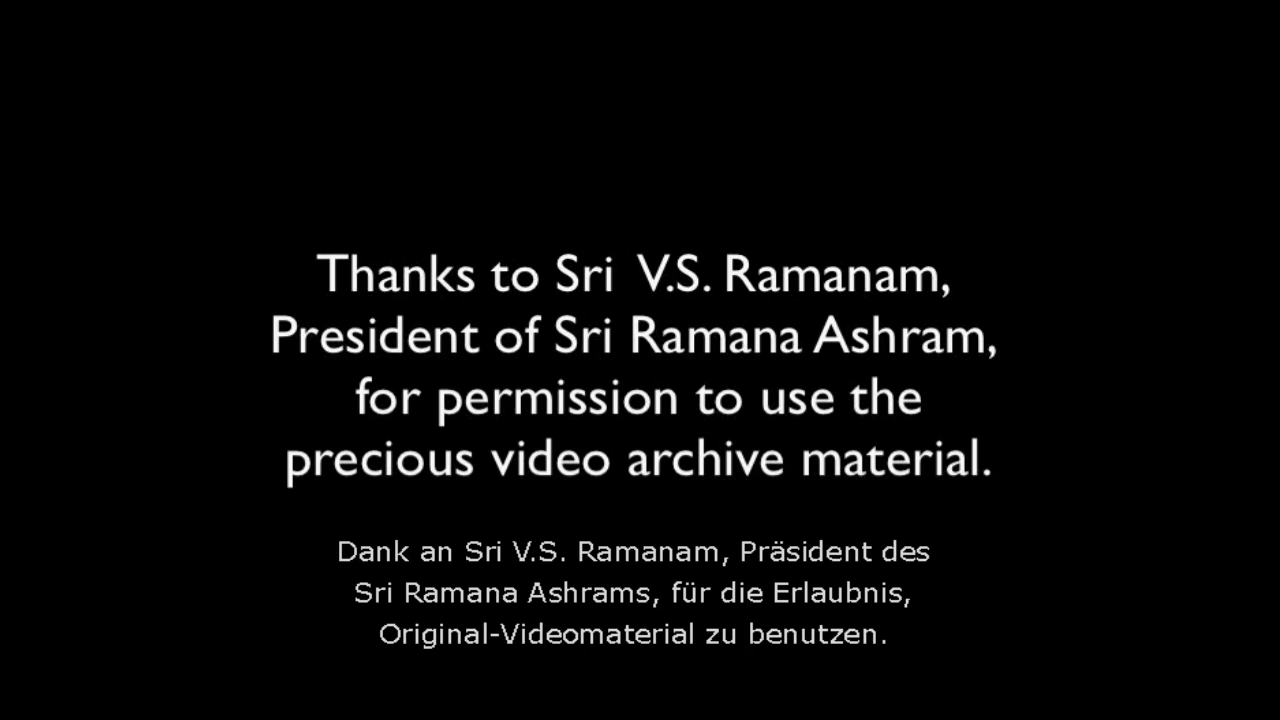 Thanks to Sri V.S. Ramanam,
President of Sri Ramana Ashram,
for permission to use the
precious video archive material.
Dank an Sri V.S. Ramanam, Präsident des
Sri Ramana Ashrams, für die Erlaubnis,
Original-Videomaterial zu benutzen.